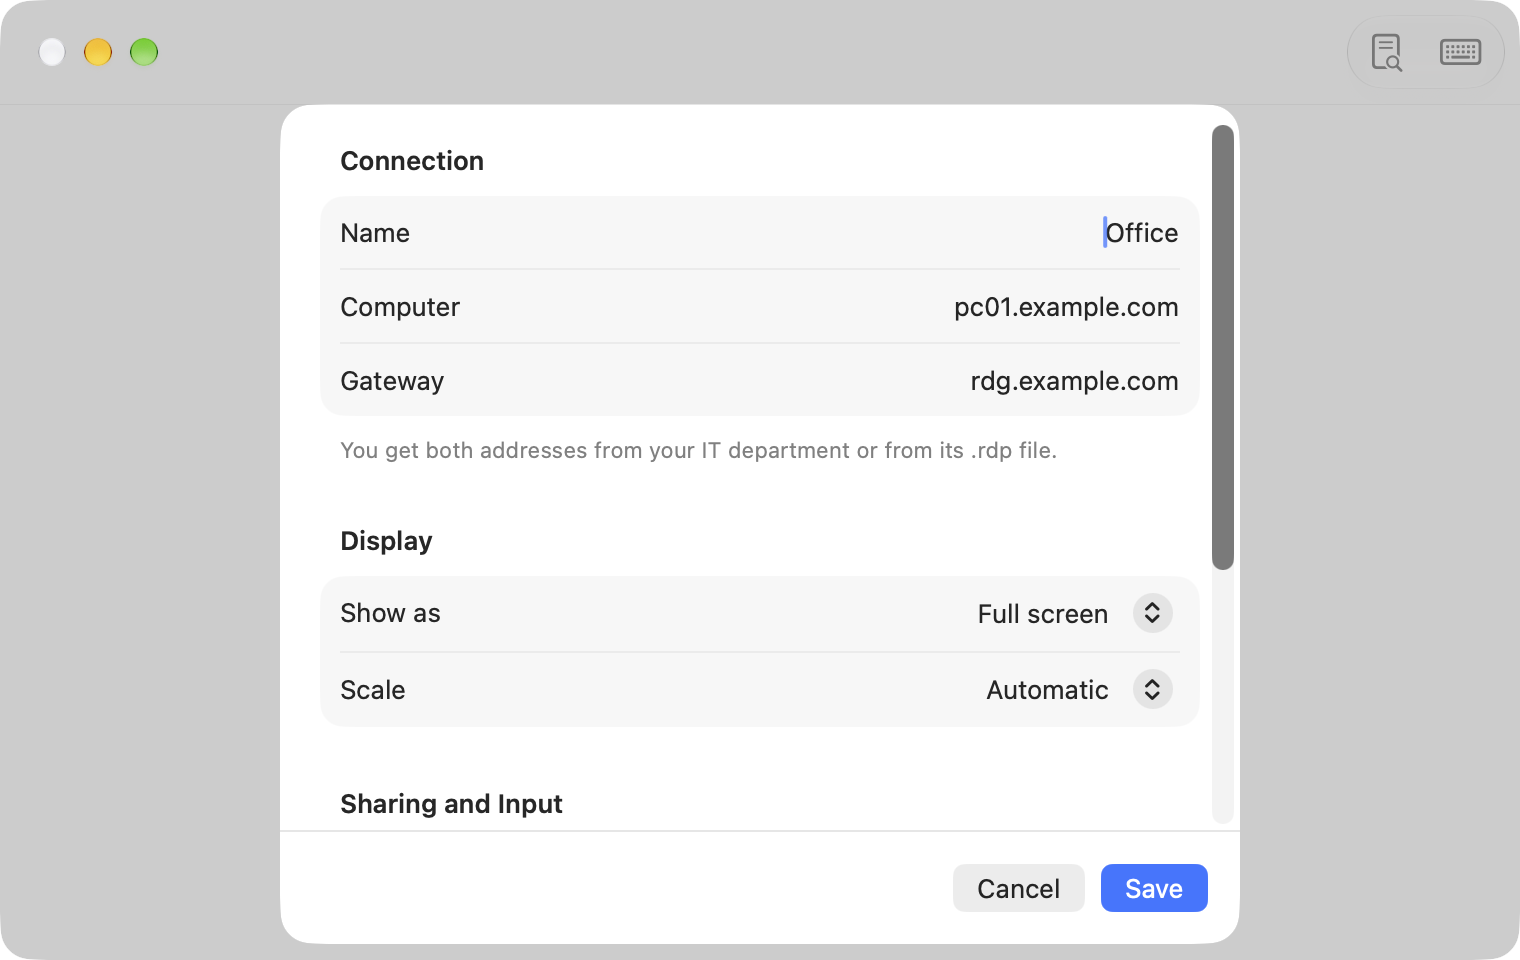 Connection
Name Office
Computer pc01.example.com
Gateway rdg.example.com
You get both addresses from your IT department or from its .rdp file.
Display
Show as Full screen
Scale Automatic
Sharing and Input
Cancel Save